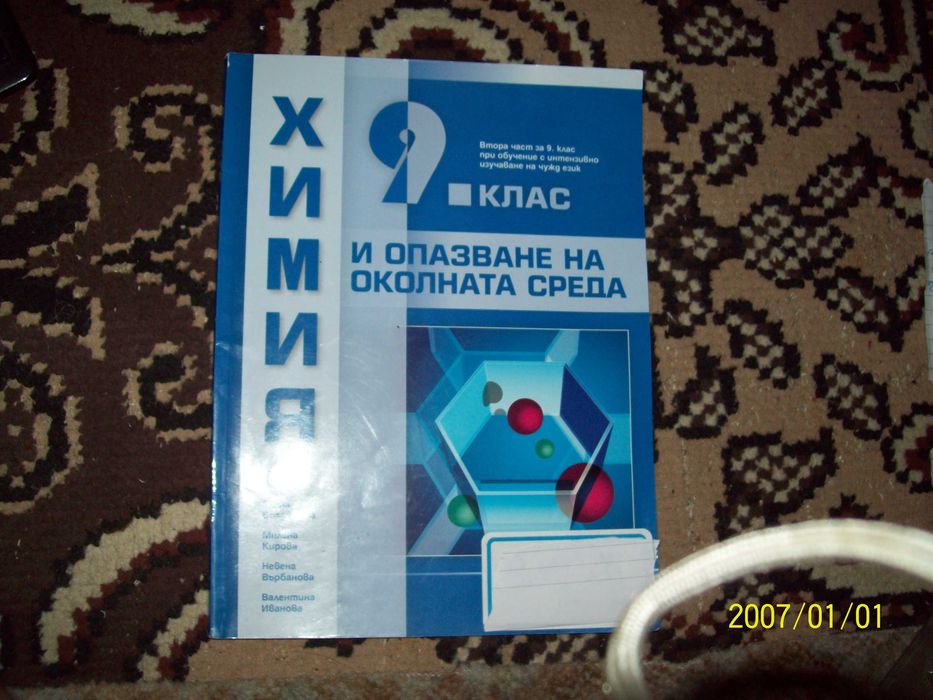 ХИМИЯ
9
КЛАС
Втора част за 9. клас
при обучение с интензивно
изучаване на чужд език
И ОПАЗВАНЕ НА
ОКОЛНАТА СРЕДА
Милена
Кирова
Невена
Върбанова
Валентина
Иванова
2007/01/01